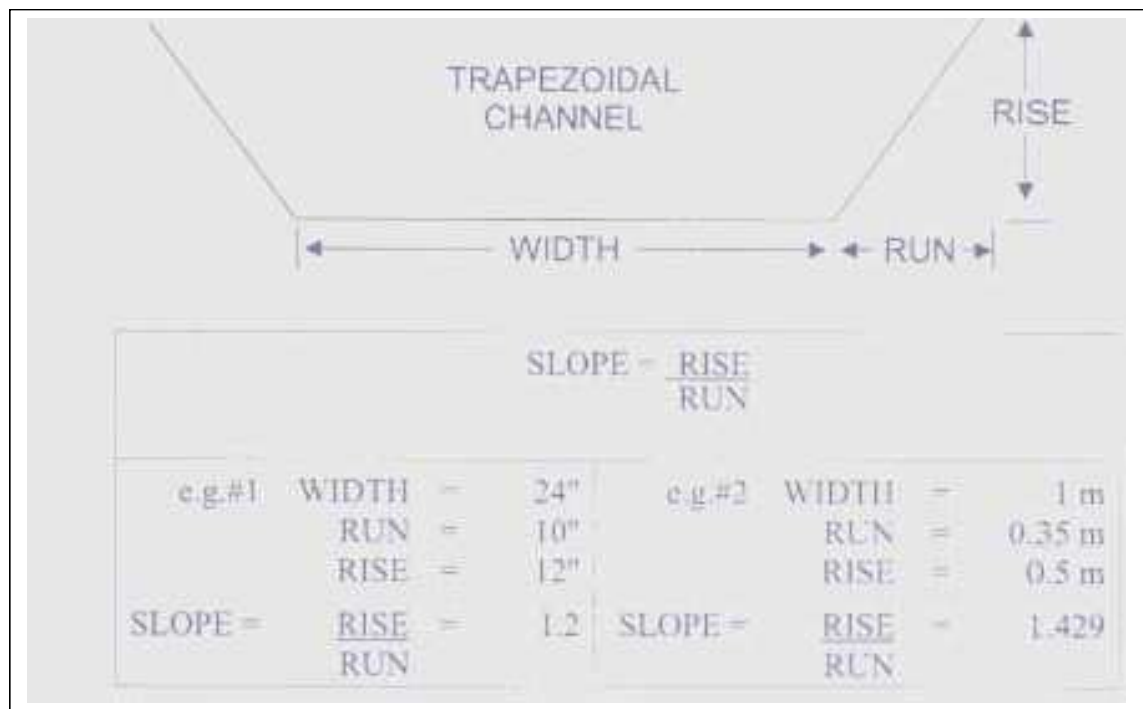 TRAPEZOIDAL
CHANNEL
RISE
WIDTH
RUN
SLOPE = RISE
RUN
e.g.#1 WIDTH = 24"
RUN = 10"
RISE = 12"
SLOPE = RISE = 1.2
RUN
e.g.#2 WIDTH = 1 m
RUN = 0.35 m
RISE = 0.5 m
SLOPE = RISE = 1.429
RUN